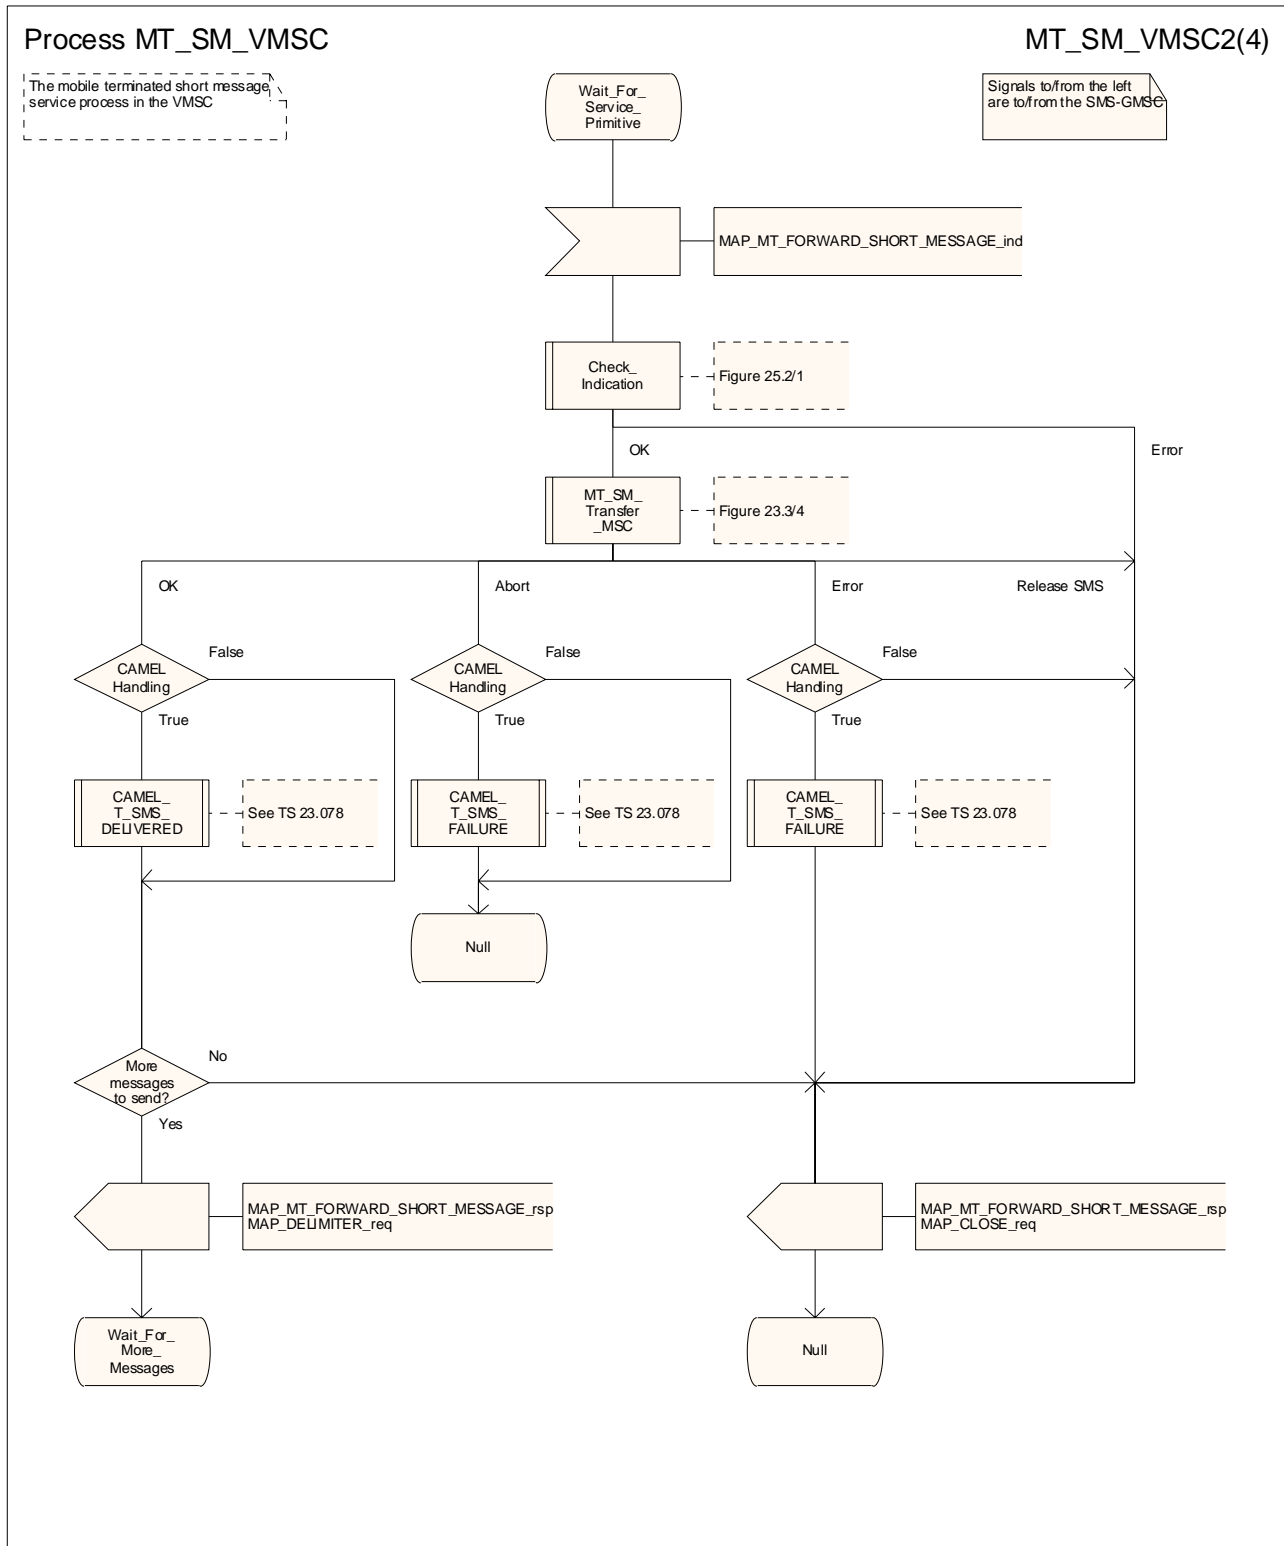 Process MT_SM_VMSC
MT_SM_VMSC2(4)
The mobile terminated short message
service process in the VMSC
Wait_For_
Service_
Primitive
Signals to/from the left
are to/from the SMS-GMSC
MAP_MT_FORWARD_SHORT_MESSAGE_ind
Check_
Indication
Figure 25.2/1
OK
Error
MT_SM_
Transfer
_MSC
Figure 23.3/4
OK
Abort
Error
Release SMS
CAMEL
Handling
False
True
CAMEL
Handling
False
True
CAMEL
Handling
False
True
CAMEL_
T_SMS_
DELIVERED
See TS 23.078
CAMEL_
T_SMS_
FAILURE
See TS 23.078
CAMEL_
T_SMS_
FAILURE
See TS 23.078
Null
More
messages
to send?
No
Yes
MAP_MT_FORWARD_SHORT_MESSAGE_rsp
MAP_DELIMITER_req
MAP_MT_FORWARD_SHORT_MESSAGE_rsp
MAP_CLOSE_req
Wait_For_
More_
Messages
Null